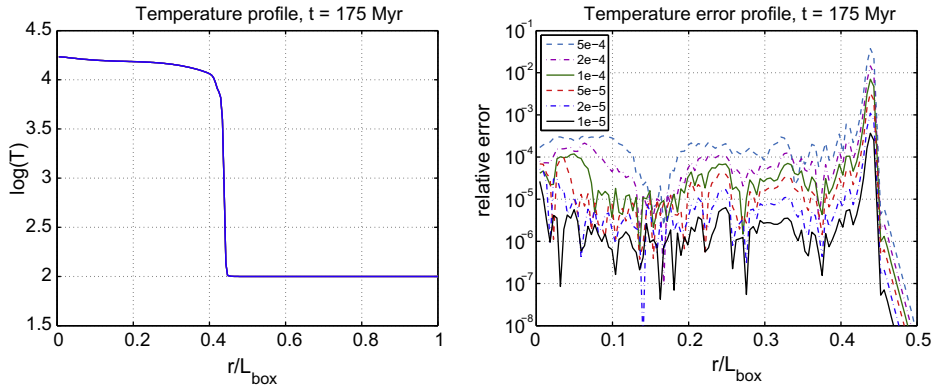 Temperature profile, t = 175 Myr
4.5
4
3.5
3
2.5
2
1.5
log(T)
0
0.2
0.4
0.6
0.8
1
r/L_box
Temperature error profile, t = 175 Myr
10^-1
10^-2
10^-3
10^-4
10^-5
10^-6
10^-7
10^-8
relative error
5e−4
2e−4
1e−4
5e−5
2e−5
1e−5
0
0.1
0.2
0.3
0.4
0.5
r/L_box